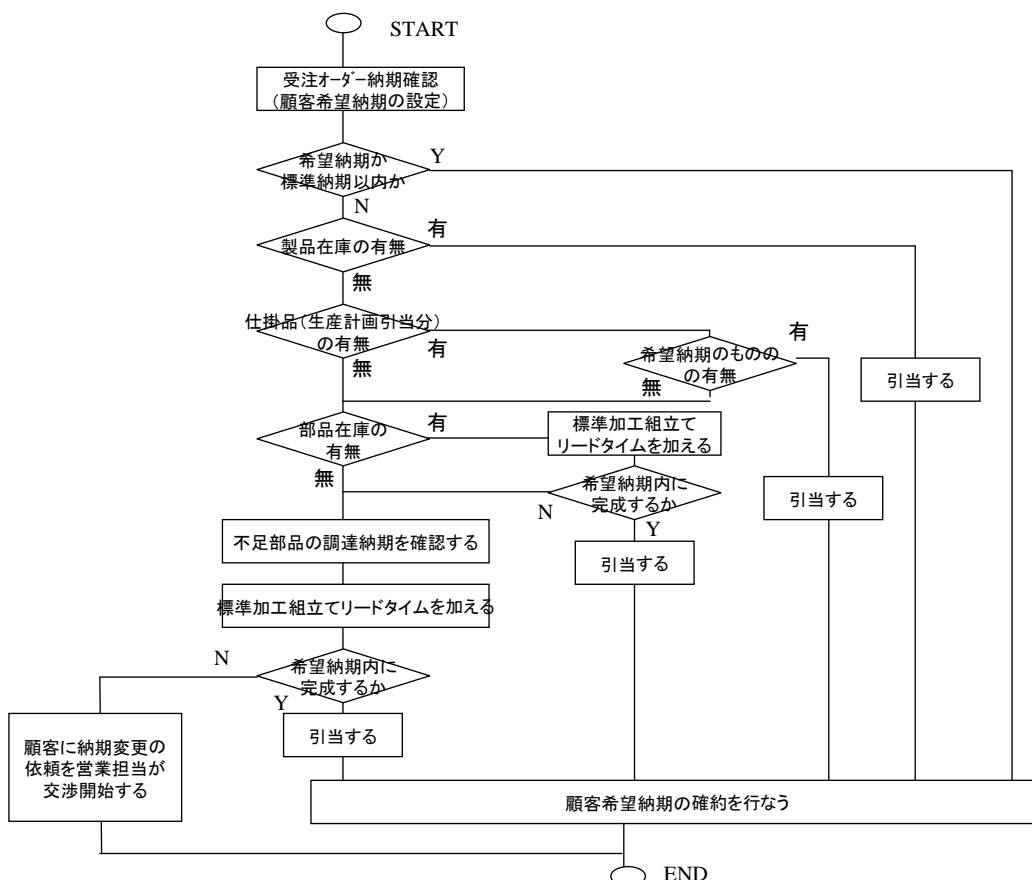 START
受注オーダー納期確認
(顧客希望納期の設定)
希望納期か
標準納期以内か
Y
N
製品在庫の有無
有
無
仕掛品(生産計画引当分)
の有無
有
無
希望納期のものの
の有無
有
無
引当する
部品在庫の
有無
有
無
標準加工組立て
リードタイムを加える
希望納期内に
完成するか
N
Y
引当する
引当する
不足部品の調達納期を確認する
標準加工組立てリードタイムを加える
N
希望納期内に
完成するか
Y
引当する
顧客に納期変更の
依頼を営業担当が
交渉開始する
顧客希望納期の確約を行なう
END